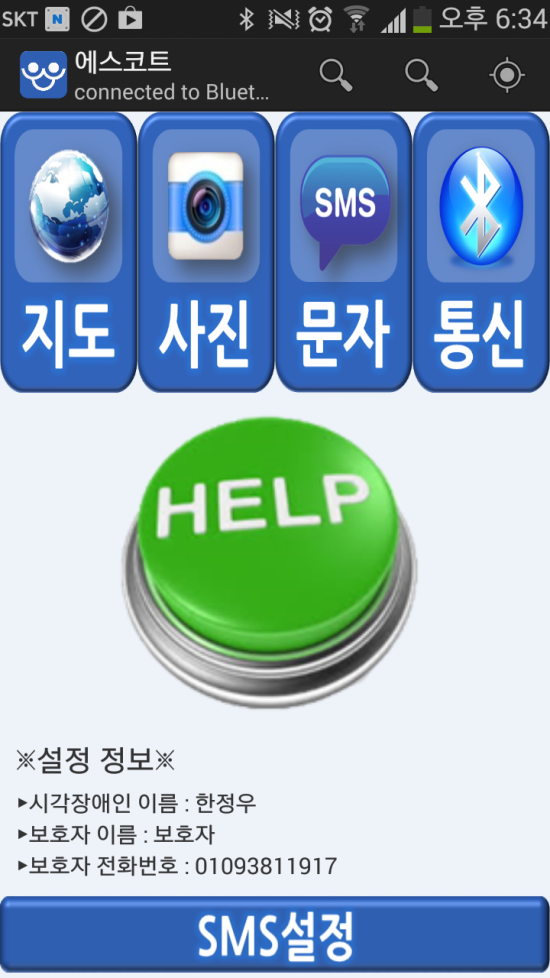 SKT N 오후 6:34
에스코트
connected to Bluet...
SMS
지도 사진 문자 통신
HELP
※설정 정보※
▶시각장애인 이름 : 한정우
▶보호자 이름 : 보호자
▶보호자 전화번호 : 01093811917
SMS설정